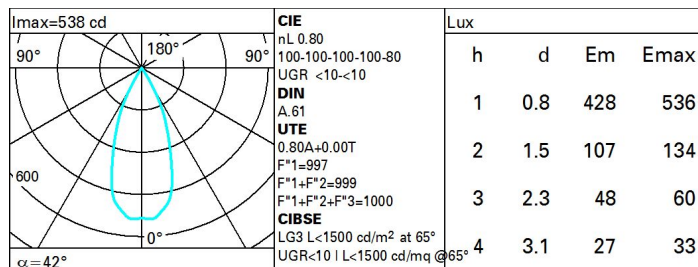 Imax=538 cd
90° 180° 90°
600
0°
α=42°
CIE
nL 0.80
100-100-100-100-80
UGR <10-<10
DIN
A.61
UTE
0.80A+0.00T
F"1=997
F"1+F"2=999
F"1+F"2+F"3=1000
CIBSE
LG3 L<1500 cd/m² at 65°
UGR<10 | L<1500 cd/mq @65°
Lux
h d Em Emax
1 0.8 428 536
2 1.5 107 134
3 2.3 48 60
4 3.1 27 33